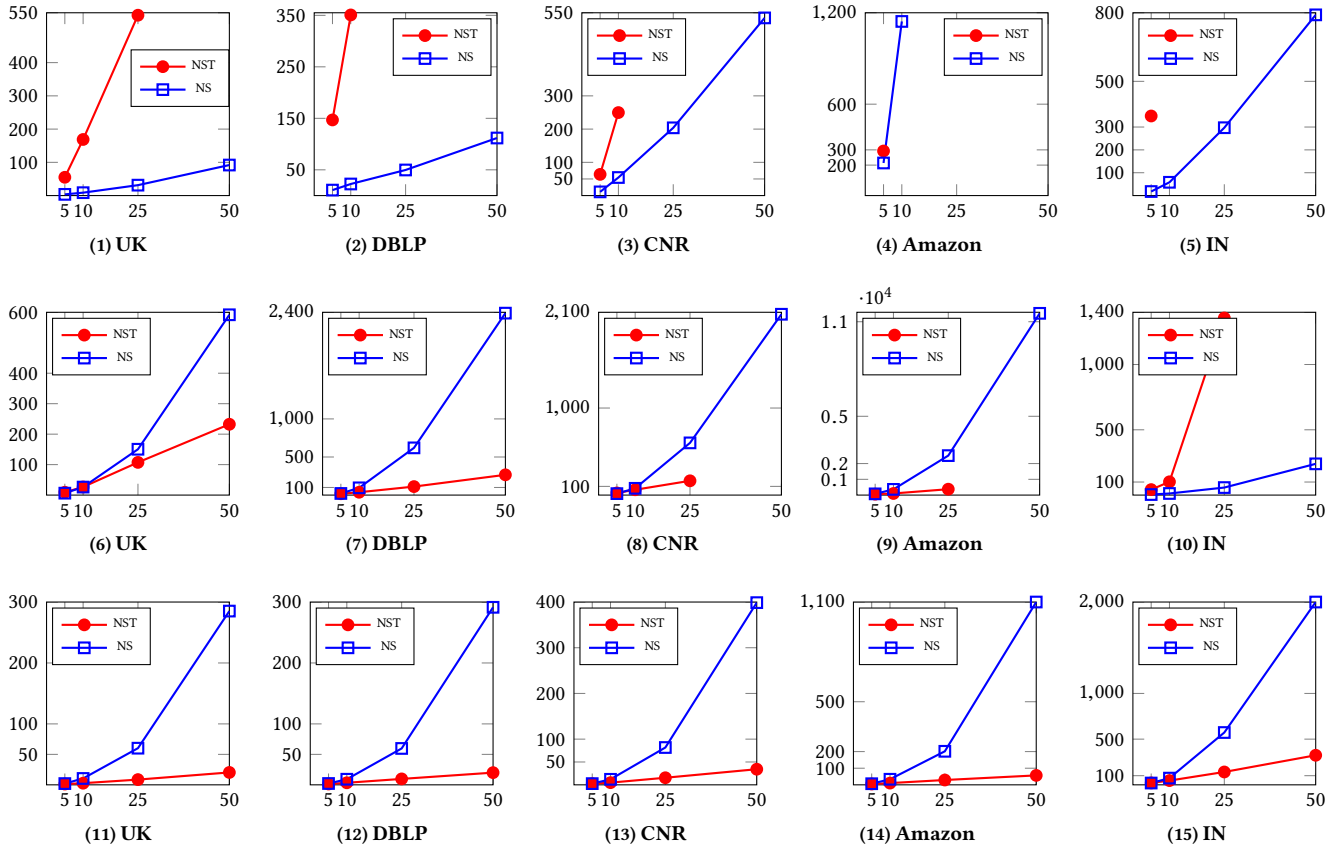 550
300
200
100
5 10 25 50
NST
NS
(1) UK
350
250
150
50
5 10 25 50
NST
NS
(2) DBLP
550
300
200
100
50
5 10 25 50
NST
NS
(3) CNR
1,200
600
300
200
5 10 25 50
NST
NS
(4) Amazon
800
500
300
200
100
5 10 25 50
NST
NS
(5) IN
600
400
300
200
100
5 10 25 50
NST
NS
(6) UK
2,400
1,000
500
100
5 10 25 50
NST
NS
(7) DBLP
2,100
1,000
100
5 10 25 50
NST
NS
(8) CNR
·10⁴
1.1
0.5
0.2
0.1
5 10 25 50
NST
NS
(9) Amazon
1,400
1,000
500
100
5 10 25 50
NST
NS
(10) IN
300
200
100
50
5 10 25 50
NST
NS
(11) UK
300
200
100
50
5 10 25 50
NST
NS
(12) DBLP
400
300
200
100
50
5 10 25 50
NST
NS
(13) CNR
1,100
500
200
100
5 10 25 50
NST
NS
(14) Amazon
2,000
1,000
500
100
5 10 25 50
NST
NS
(15) IN